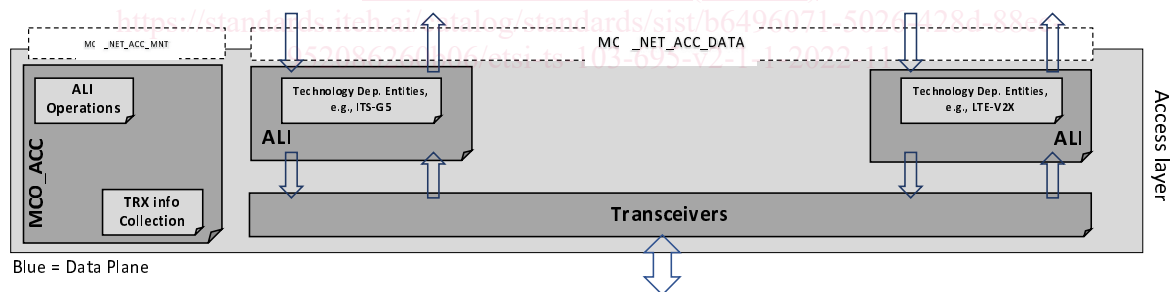 https://standards.iteh.ai/catalog/standards/sist/b6496071-5026-428d-88e
MC _NET_ACC_MNT
MC _NET_ACC_DATA
952086260b06/etsi-ts-103-695-v2-1-1-2022-11
ALI
Operations
MCO_ACC
TRX info
Collection
Technology Dep. Entities,
e.g., ITS-G5
ALI
Technology Dep. Entities,
e.g., LTE-V2X
ALI
Transceivers
Access layer
Blue = Data Plane